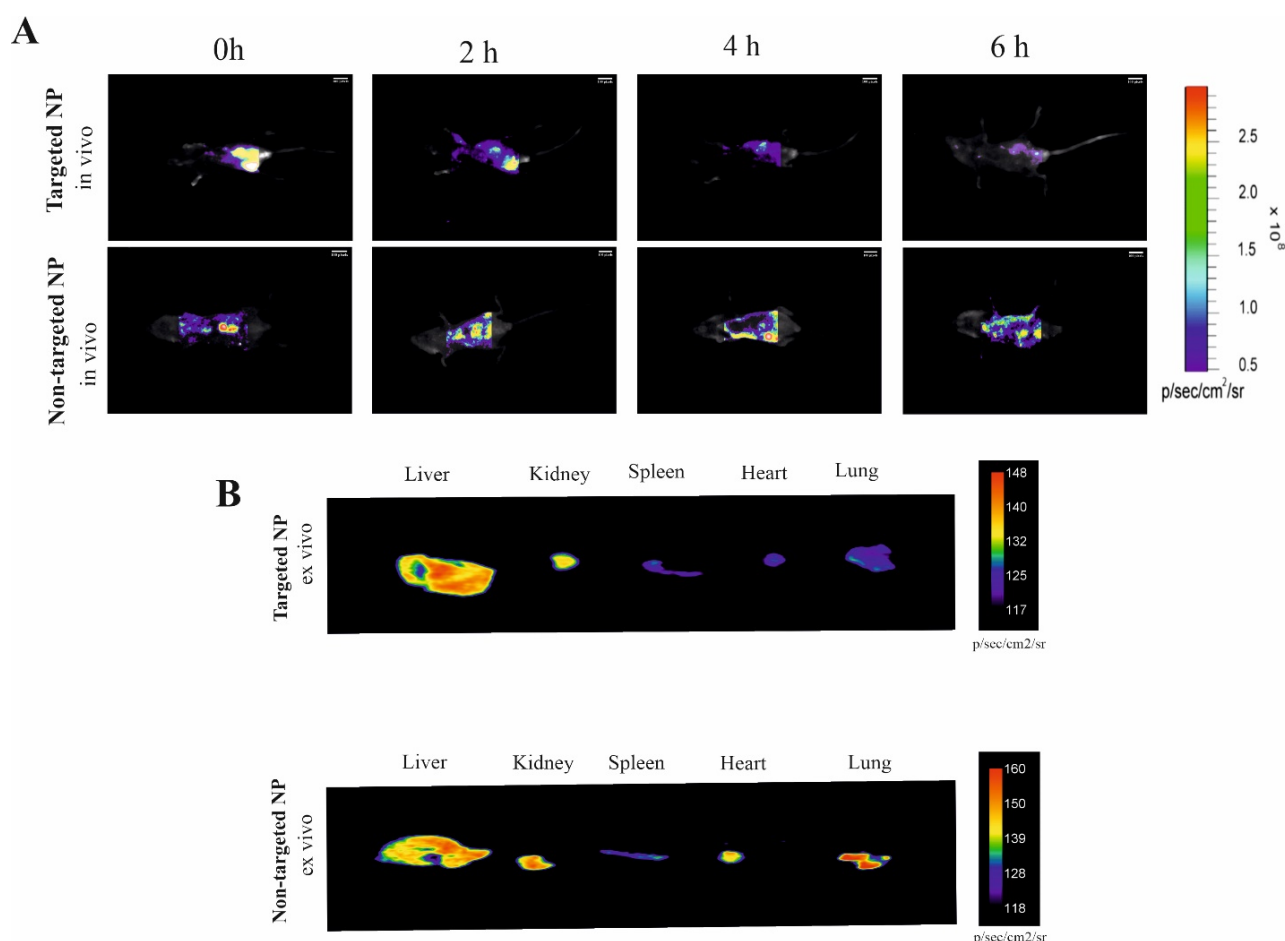 A
0h
2 h
4 h
6 h
Targeted NP
in vivo
Non-targeted NP
in vivo
2.5
2.0
1.5
1.0
0.5
× 10⁸
p/sec/cm²/sr
B
Liver
Kidney
Spleen
Heart
Lung
Targeted NP
ex vivo
148
140
132
125
117
p/sec/cm2/sr
Liver
Kidney
Spleen
Heart
Lung
Non-targeted NP
ex vivo
160
150
139
128
118
p/sec/cm2/sr